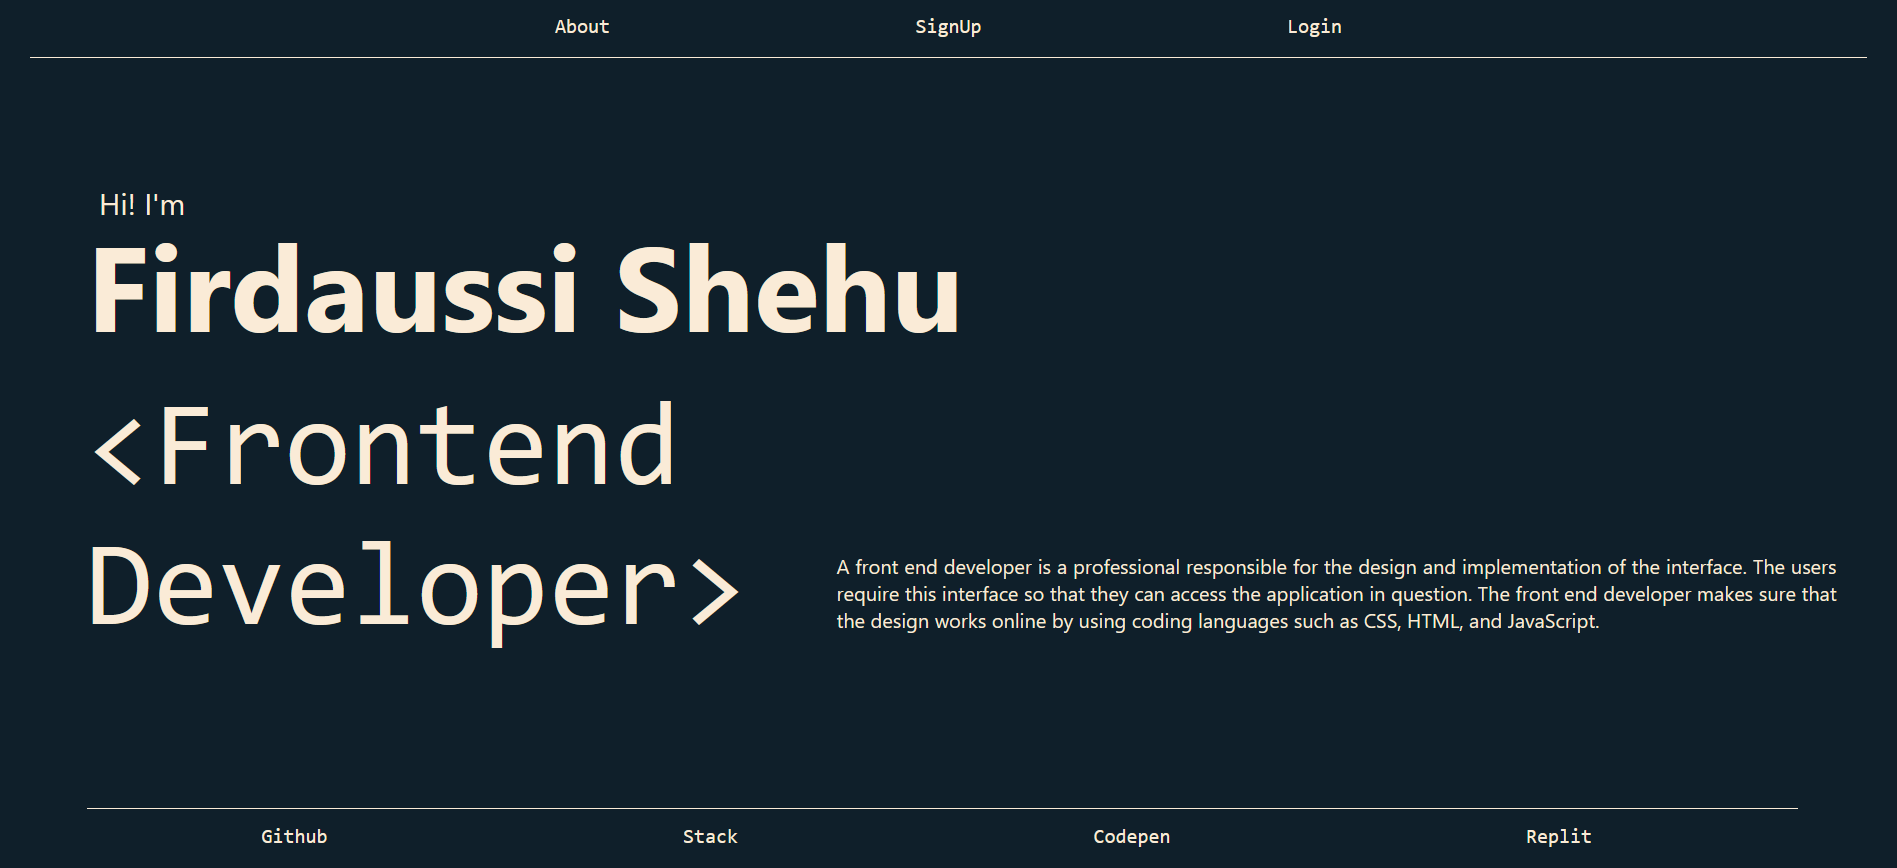 About SignUp Login
Hi! I'm
Firdaussi Shehu
<Frontend
Developer>
A front end developer is a professional responsible for the design and implementation of the interface. The users
require this interface so that they can access the application in question. The front end developer makes sure that
the design works online by using coding languages such as CSS, HTML, and JavaScript.
Github Stack Codepen Replit